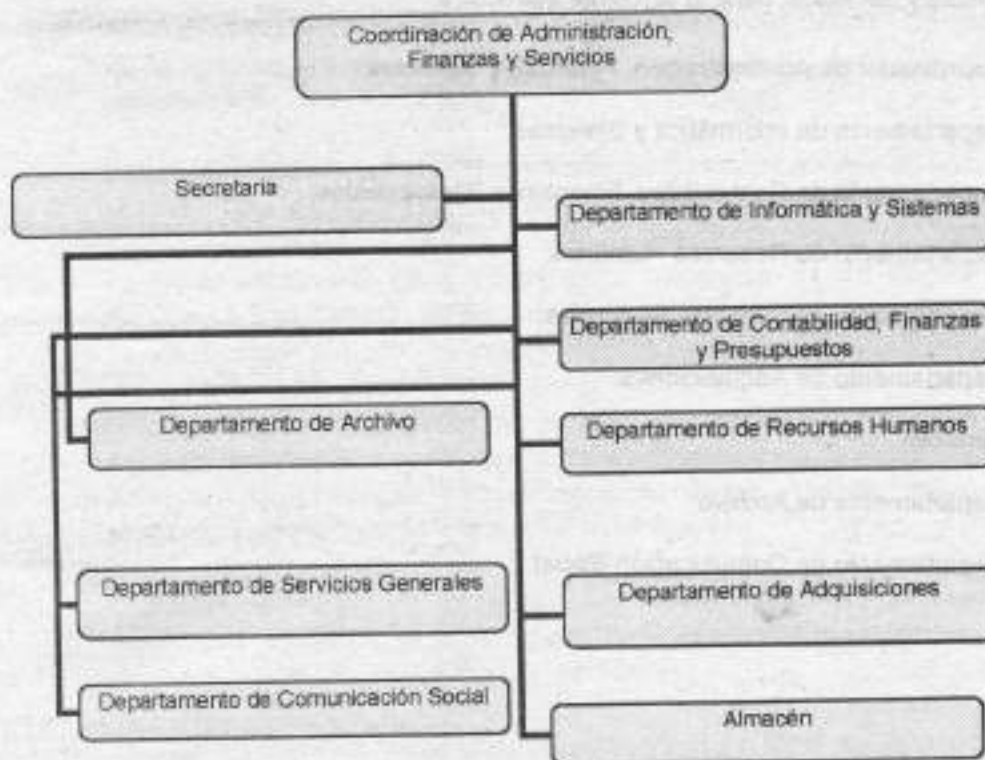 Coordinación de Administración,
Finanzas y Servicios
Secretaria
Departamento de Informática y Sistemas
Departamento de Contabilidad, Finanzas
y Presupuestos
Departamento de Archivo
Departamento de Recursos Humanos
Departamento de Servicios Generales
Departamento de Adquisiciones
Departamento de Comunicación Social
Almacén